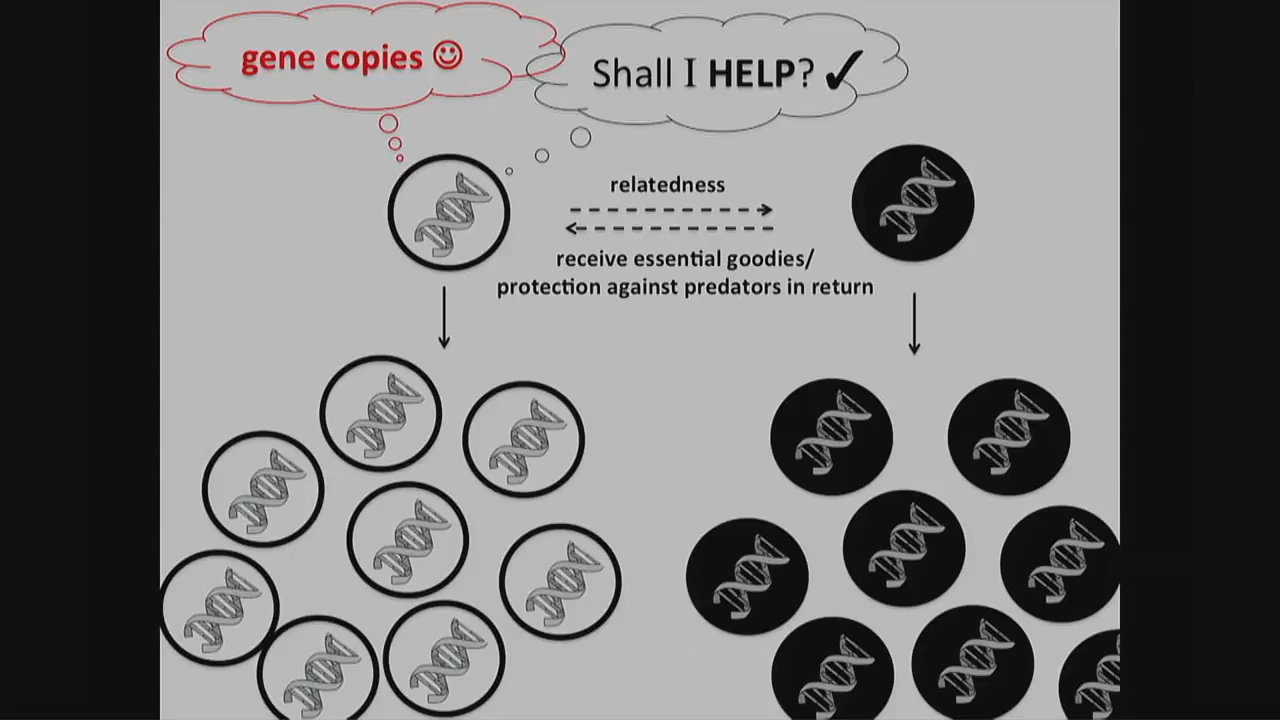 gene copies ☺
Shall I HELP? ✓
relatedness
receive essential goodies/
protection against predators in return